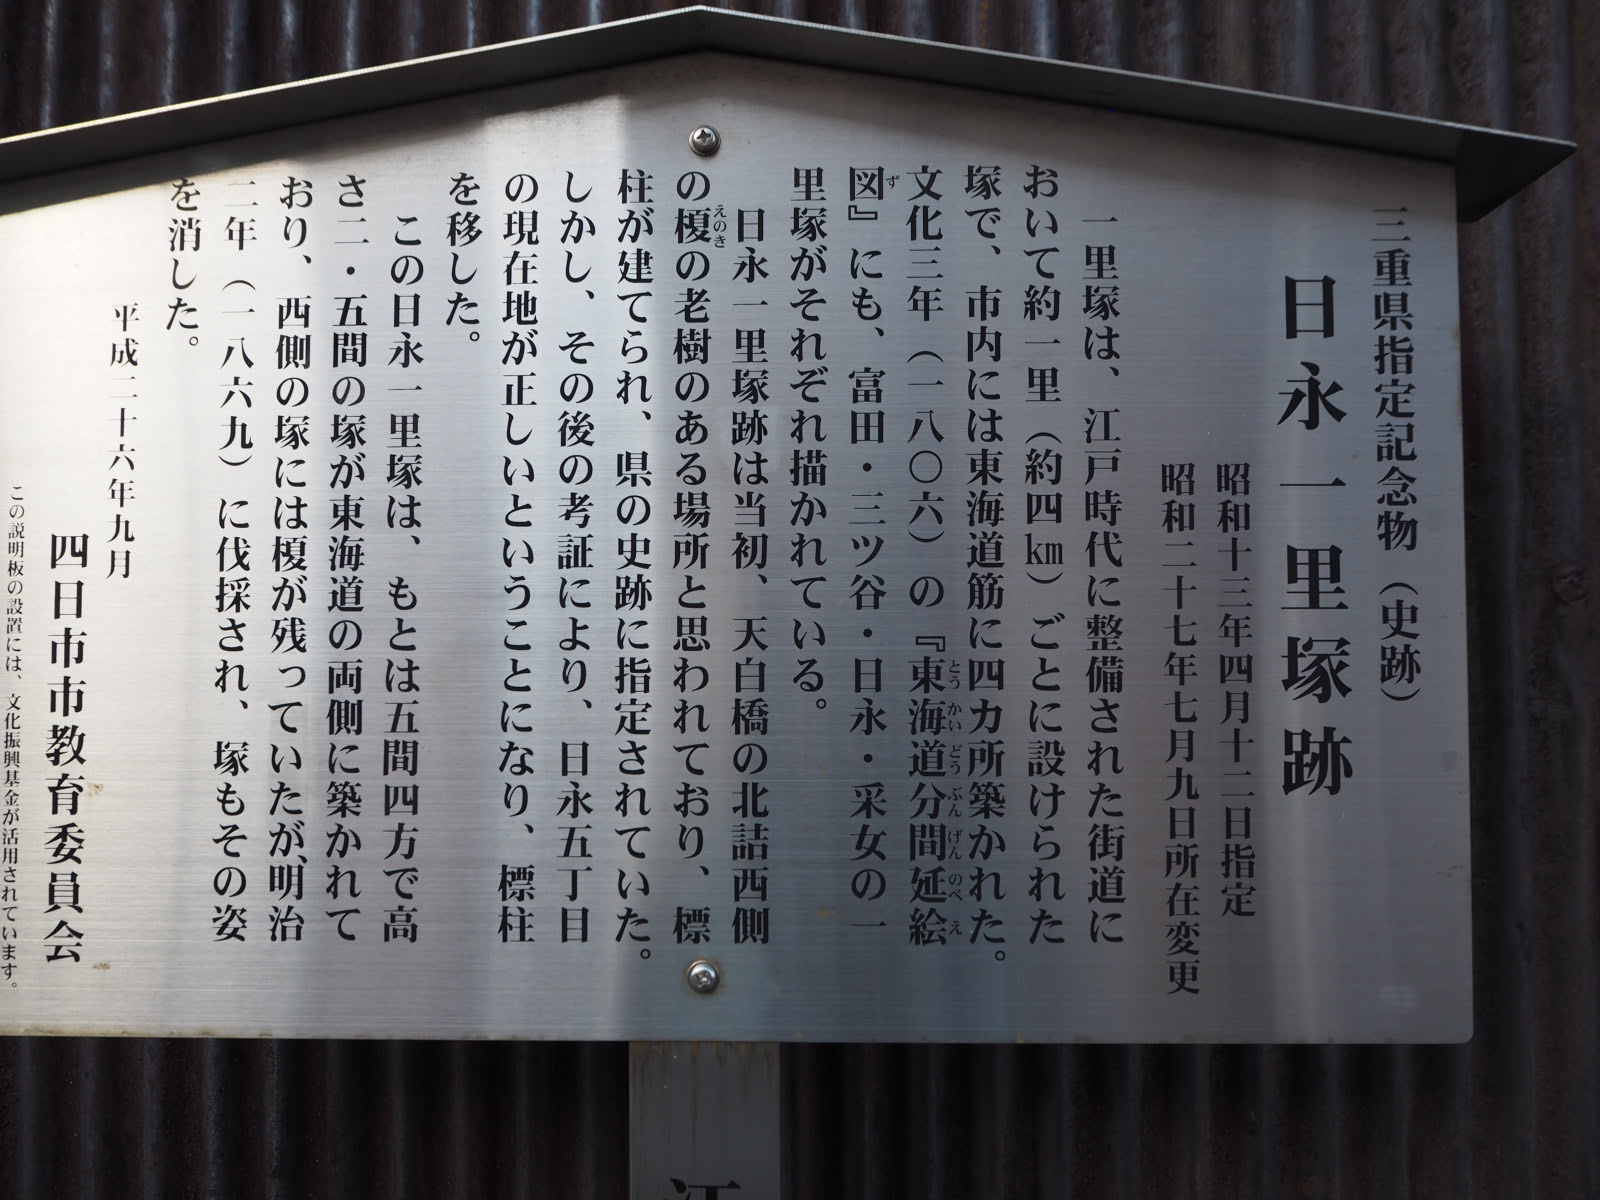 三重県指定記念物（史跡）
日永一里塚跡
昭和十三年四月十二日指定
昭和二十七年七月九日所在変更
一里塚は、江戸時代に整備された街道に
おいて約一里（約四㎞）ごとに設けられた
塚で、市内には東海道筋に四カ所築かれた。
文化三年（一八〇六）の『東海道分間延絵
とうかいどうぶんげんのべえ
図』にも、富田・三ツ谷・日永・采女の一
ず
里塚がそれぞれ描かれている。
日永一里塚跡は当初、天白橋の北詰西側
の榎の老樹のある場所と思われており、標
えのき
柱が建てられ、県の史跡に指定されていた。
しかし、その後の考証により、日永五丁目
の現在地が正しいということになり、標柱
を移した。
この日永一里塚は、もとは五間四方で高
さ二・五間の塚が東海道の両側に築かれて
おり、西側の塚には榎が残っていたが、明治
二年（一八六九）に伐採され、塚もその姿
を消した。
平成二十六年九月
四日市市教育委員会
この説明板の設置には、文化振興基金が活用されています。
江